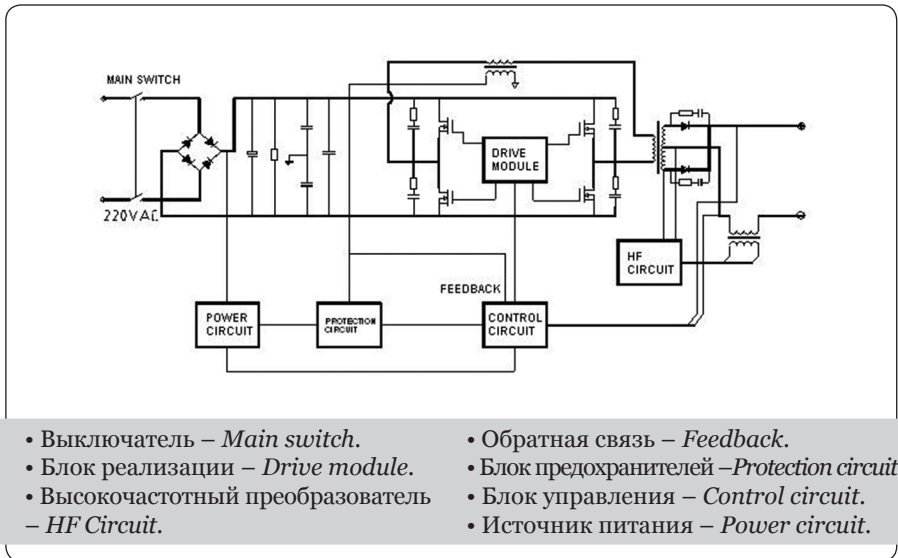 MAIN SWITCH
DRIVE
MODULE
220VAC
HF
CIRCUIT
FEEDBACK
POWER
CIRCUIT
PROTECTION
CIRCUIT
CONTROL
CIRCUIT
• Выключатель – Main switch.
• Блок реализации – Drive module.
• Высокочастотный преобразователь
– HF Circuit.
• Обратная связь – Feedback.
• Блок предохранителей –Protection circuit
• Блок управления – Control circuit.
• Источник питания – Power circuit.